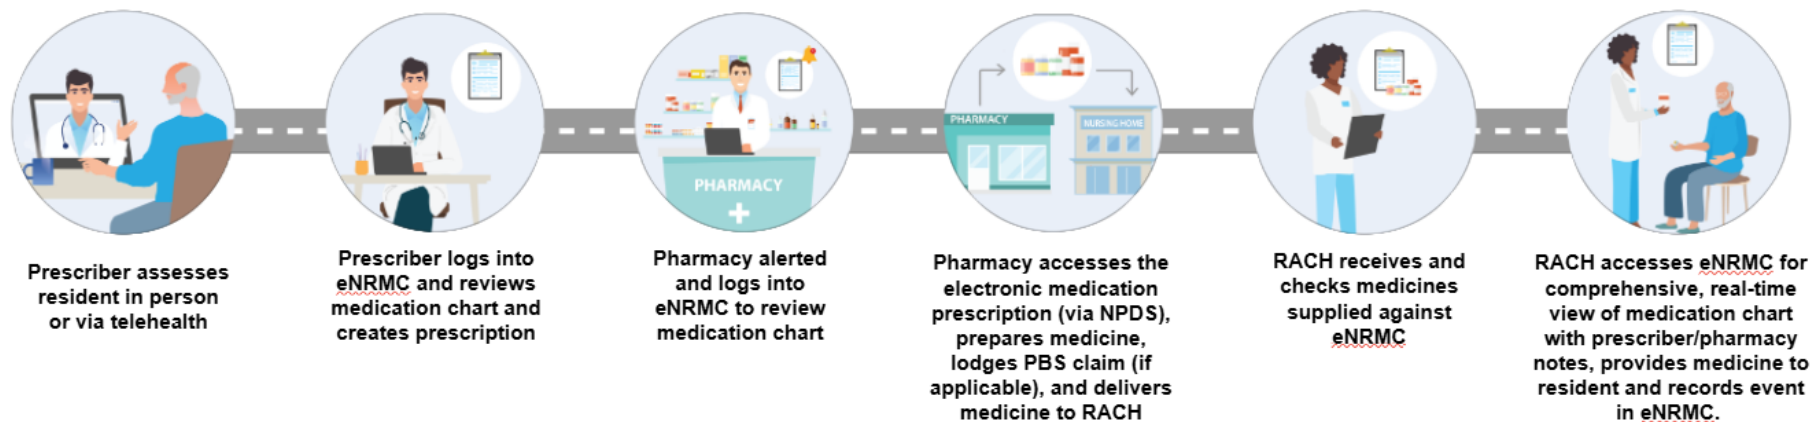 PHARMACY
PHARMACY
NURSING HOME
Prescriber assesses
resident in person
or via telehealth
Prescriber logs into
eNRMC and reviews
medication chart and
creates prescription
Pharmacy alerted
and logs into
eNRMC to review
medication chart
Pharmacy accesses the
electronic medication
prescription (via NPDS),
prepares medicine,
lodges PBS claim (if
applicable), and delivers
medicine to RACH
RACH receives and
checks medicines
supplied against
eNRMC
RACH accesses eNRMC for
comprehensive, real-time
view of medication chart
with prescriber/pharmacy
notes, provides medicine to
resident and records event
in eNRMC.